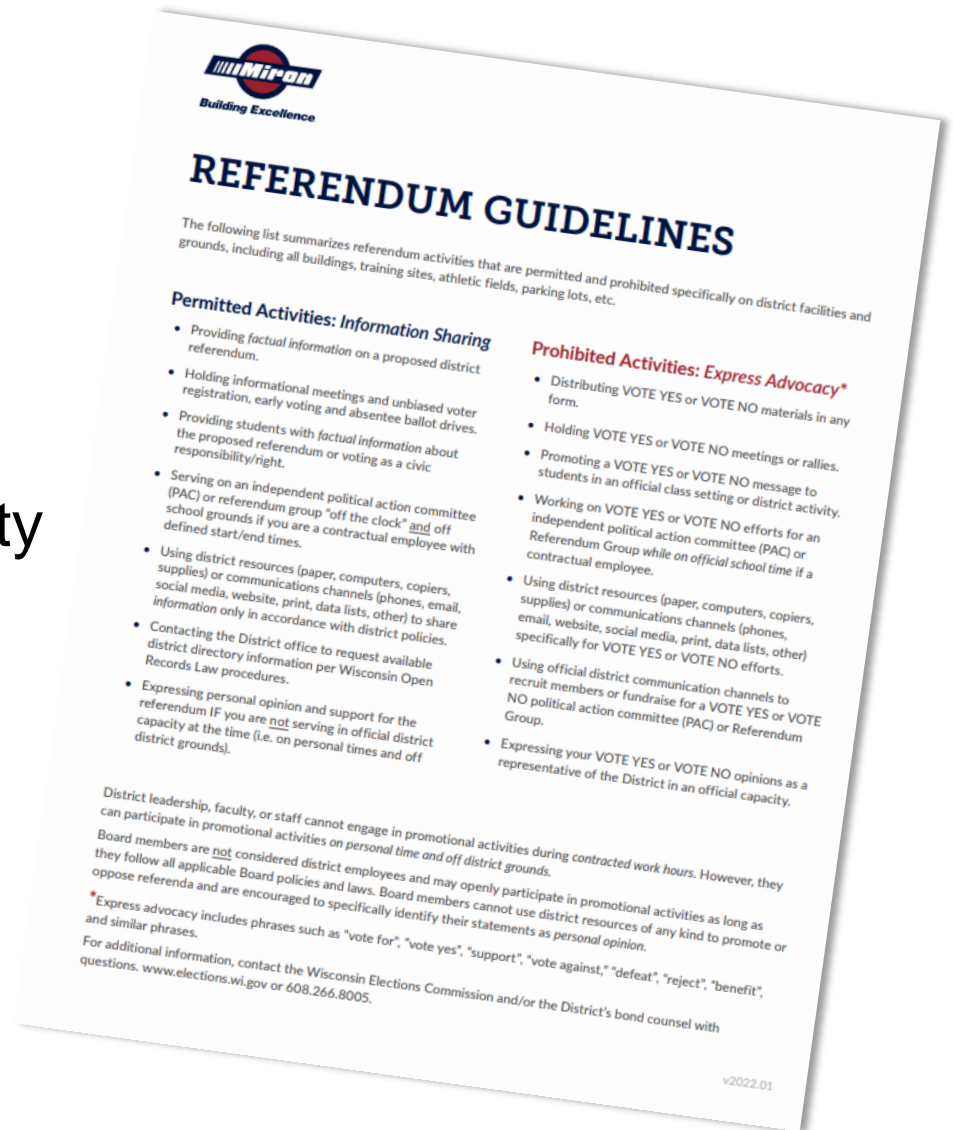 Miron
Building Excellence
REFERENDUM GUIDELINES
The following list summarizes referendum activities that are permitted and prohibited specifically on district facilities and
grounds, including all buildings, training sites, athletic fields, parking lots, etc.
Permitted Activities: Information Sharing
• Providing factual information on a proposed district
referendum.
• Holding informational meetings and unbiased voter
registration, early voting and absentee ballot drives.
• Providing students with factual information about
the proposed referendum or voting as a civic
responsibility/right.
• Serving on an independent political action committee
(PAC) or referendum group "off the clock" and off
school grounds if you are a contractual employee with
defined start/end times.
• Using district resources (paper, computers, copiers,
supplies) or communications channels (phones, email,
social media, website, print, data lists, other) to share
information only in accordance with district policies.
• Contacting the District office to request available
district directory information per Wisconsin Open
Records Law procedures.
• Expressing personal opinion and support for the
referendum IF you are not serving in official district
capacity at the time (i.e. on personal times and off
district grounds).
Prohibited Activities: Express Advocacy*
• Distributing VOTE YES or VOTE NO materials in any
form.
• Holding VOTE YES or VOTE NO meetings or rallies.
• Promoting a VOTE YES or VOTE NO message to
students in an official class setting or district activity.
• Working on VOTE YES or VOTE NO efforts for an
independent political action committee (PAC) or
Referendum Group while on official school time if a
contractual employee.
• Using district resources (paper, computers, copiers,
supplies) or communications channels (phones,
email, website, social media, print, data lists, other)
specifically for VOTE YES or VOTE NO efforts.
• Using official district communication channels to
recruit members or fundraise for a VOTE YES or VOTE
NO political action committee (PAC) or Referendum
Group.
• Expressing your VOTE YES or VOTE NO opinions as a
representative of the District in an official capacity.
ty
District leadership, faculty, or staff cannot engage in promotional activities during contracted work hours. However, they
can participate in promotional activities on personal time and off district grounds.
Board members are not considered district employees and may openly participate in promotional activities as long as
they follow all applicable Board policies and laws. Board members cannot use district resources of any kind to promote or
oppose referenda and are encouraged to specifically identify their statements as personal opinion.
*Express advocacy includes phrases such as "vote for", "vote yes", "support", "vote against," "defeat", "reject", "benefit",
and similar phrases.
For additional information, contact the Wisconsin Elections Commission and/or the District's bond counsel with
questions. www.elections.wi.gov or 608.266.8005.
v2022.01